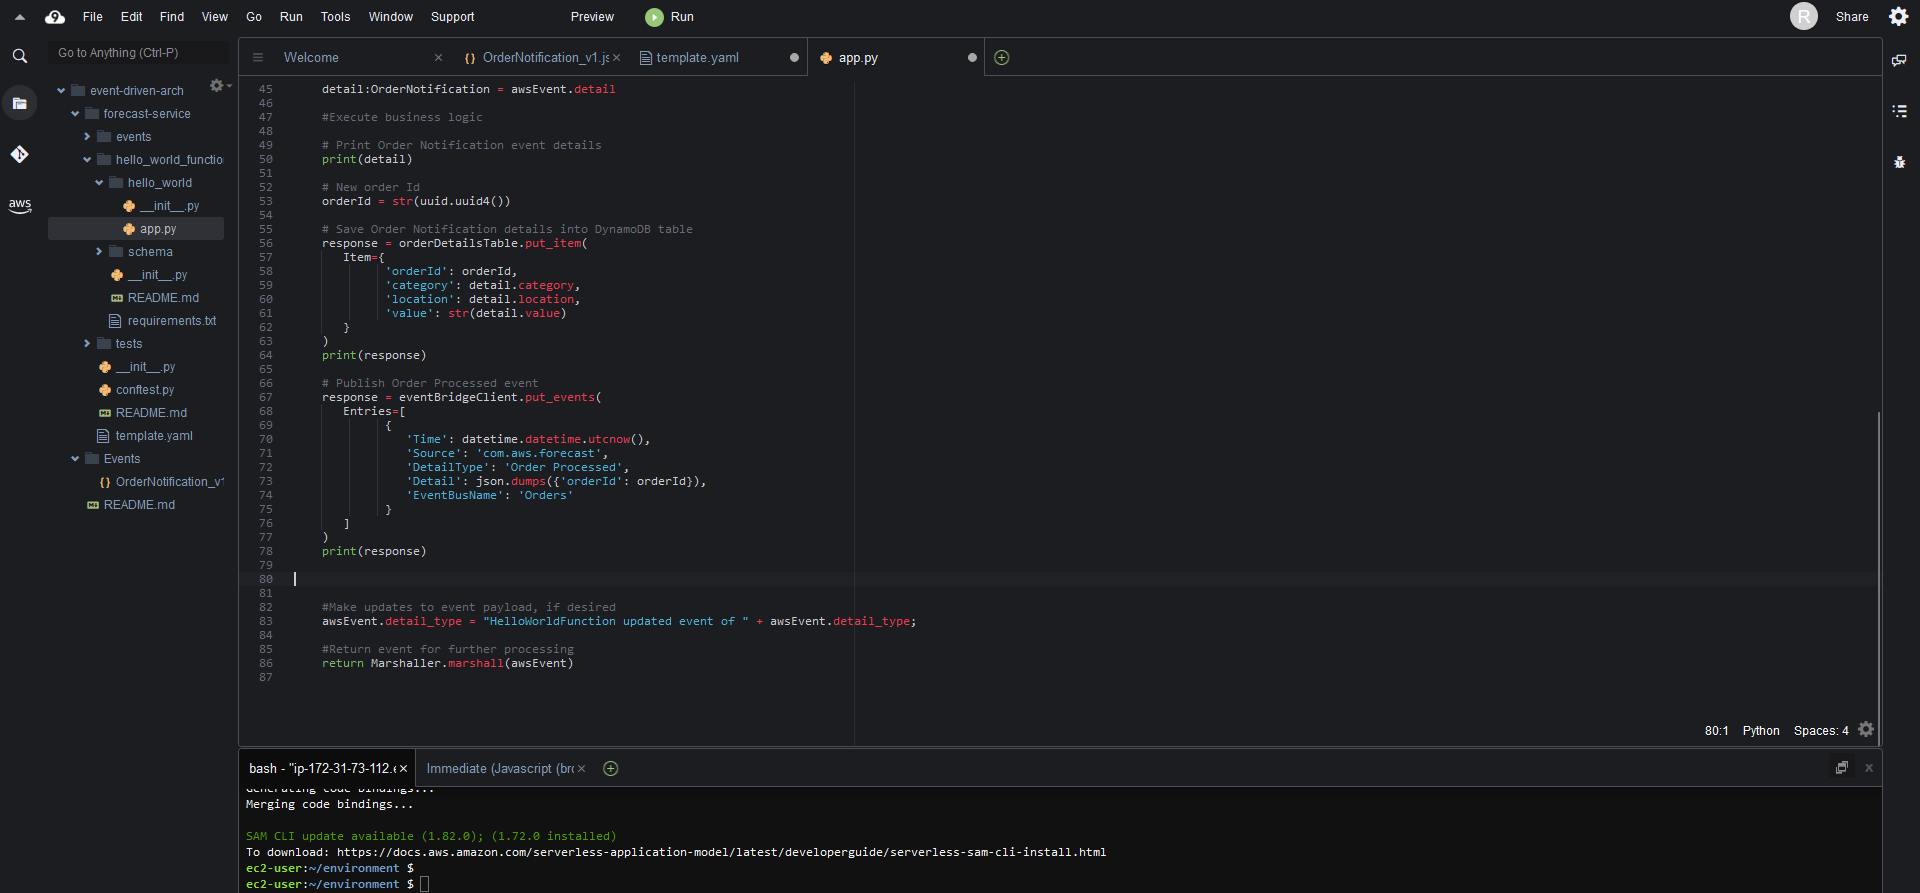 File Edit Find View Go Run Tools Window Support Preview Run R Share
Go to Anything (Ctrl-P)
aws
event-driven-arch
forecast-service
events
hello_world_functio
hello_world
__init__.py
app.py
schema
__init__.py
README.md
requirements.txt
tests
__init__.py
conftest.py
README.md
template.yaml
Events
OrderNotification_v1
README.md
Welcome OrderNotification_v1.js template.yaml app.py
45 detail:OrderNotification = awsEvent.detail
46
47 #Execute business logic
48
49 # Print Order Notification event details
50 print(detail)
51
52 # New order Id
53 orderId = str(uuid.uuid4())
54
55 # Save Order Notification details into DynamoDB table
56 response = orderDetailsTable.put_item(
57 Item={
58 'orderId': orderId,
59 'category': detail.category,
60 'location': detail.location,
61 'value': str(detail.value)
62 }
63 )
64 print(response)
65
66 # Publish Order Processed event
67 response = eventBridgeClient.put_events(
68 Entries=[
69 {
70 'Time': datetime.datetime.utcnow(),
71 'Source': 'com.aws.forecast',
72 'DetailType': 'Order Processed',
73 'Detail': json.dumps({'orderId': orderId}),
74 'EventBusName': 'Orders'
75 }
76 ]
77 )
78 print(response)
79
80
81
82 #Make updates to event payload, if desired
83 awsEvent.detail_type = "HelloWorldFunction updated event of " + awsEvent.detail_type;
84
85 #Return event for further processing
86 return Marshaller.marshall(awsEvent)
87
80:1 Python Spaces: 4
bash - "ip-172-31-73-112.e Immediate (Javascript (bro
Generating code bindings...
Merging code bindings...
SAM CLI update available (1.82.0); (1.72.0 installed)
To download: https://docs.aws.amazon.com/serverless-application-model/latest/developerguide/serverless-sam-cli-install.html
ec2-user:~/environment $
ec2-user:~/environment $